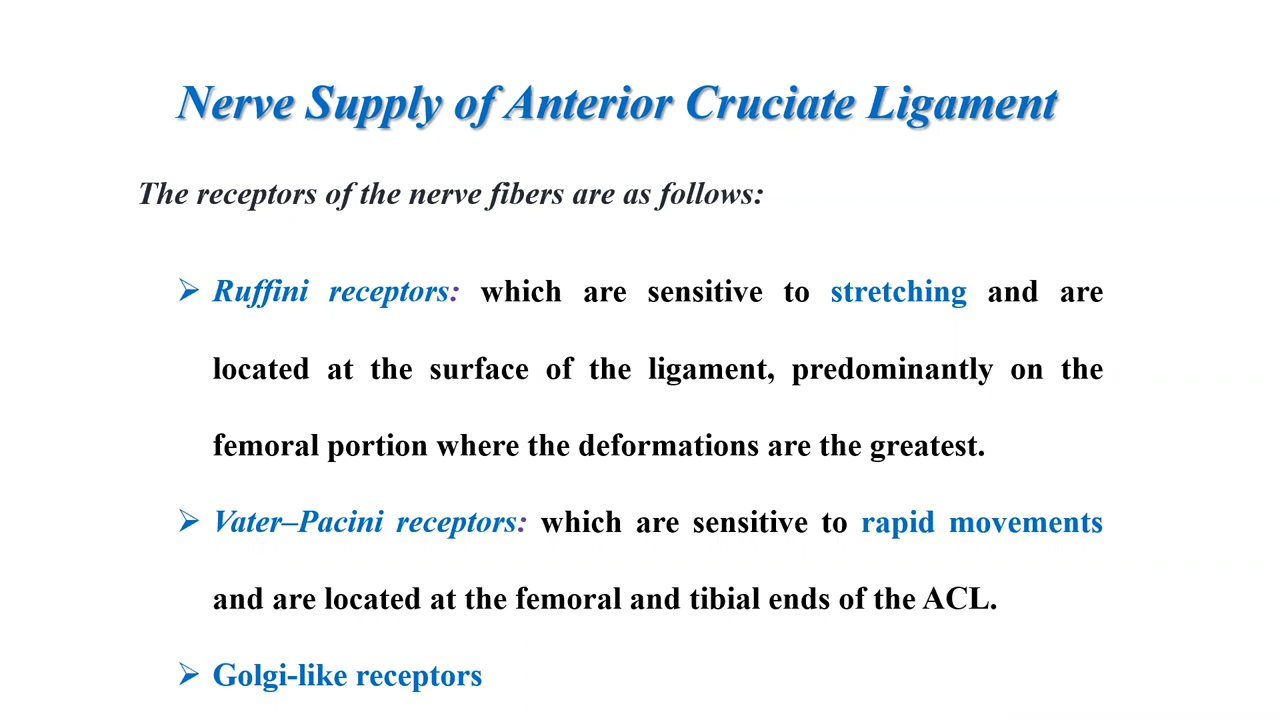 Nerve Supply of Anterior Cruciate Ligament
The receptors of the nerve fibers are as follows:
➢ Ruffini receptors: which are sensitive to stretching and are
located at the surface of the ligament, predominantly on the
femoral portion where the deformations are the greatest.
➢ Vater–Pacini receptors: which are sensitive to rapid movements
and are located at the femoral and tibial ends of the ACL.
➢ Golgi-like receptors